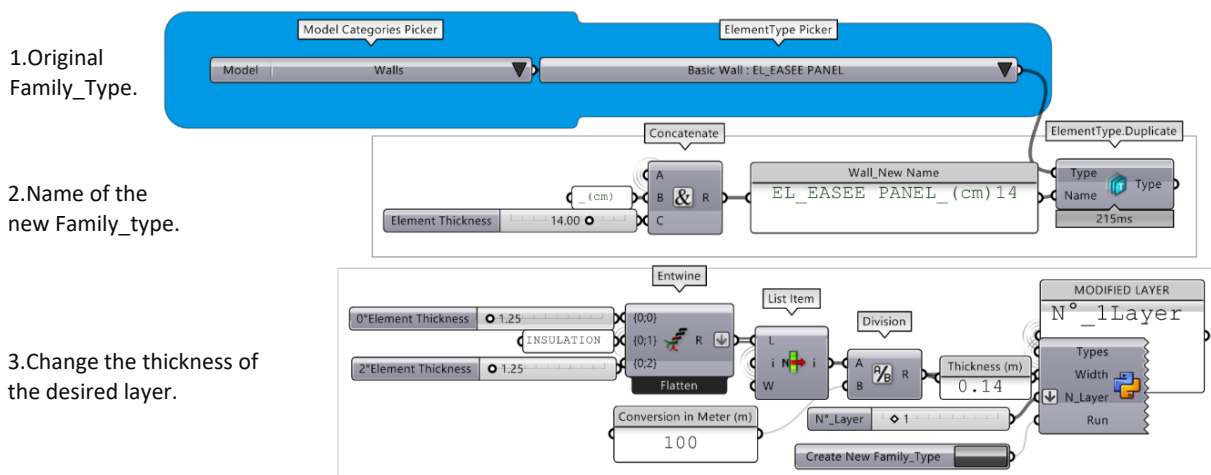 Model Categories Picker
ElementType Picker
1.Original
Family_Type.
Model Walls
Basic Wall : EL_EASEE PANEL
Concatenate
ElementType.Duplicate
2.Name of the
new Family_type.
A
B
C
R
_(cm)
Element Thickness 14.00
Wall_New Name
EL_EASEE PANEL_(cm)14
Type
Name
Type
215ms
Entwine
List Item
Division
3.Change the thickness of
the desired layer.
0°Element Thickness 1.25
INSULATION
2°Element Thickness 1.25
{0;0}
{0;1}
{0;2}
R
Flatten
L
i
W
N
i
A
B
A/B
R
Thickness (m)
0.14
Conversion in Meter (m)
100
N°_Layer 1
Create New Family_Type
MODIFIED LAYER
N°_1Layer
Types
Width
N_Layer
Run